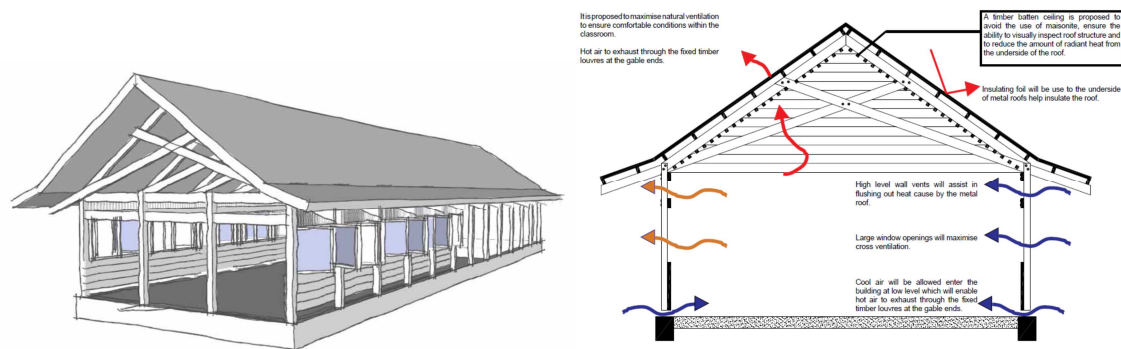 It is proposed to maximise natural ventilation
to ensure comfortable conditions within the
classroom.
Hot air to exhaust through the fixed timber
louvres at the gable ends.
A timber batten ceiling is proposed to
avoid the use of maisonite, ensure the
ability to visually inspect roof structure and
to reduce the amount of radiant heat from
the underside of the roof.
Insulating foil will be use to the underside
of metal roofs help insulate the roof.
High level wall vents will assist in
flushing out heat cause by the metal
roof.
Large window openings will maximise
cross ventilation.
Cool air will be allowed enter the
building at low level which will enable
hot air to exhaust through the fixed
timber louvres at the gable ends.